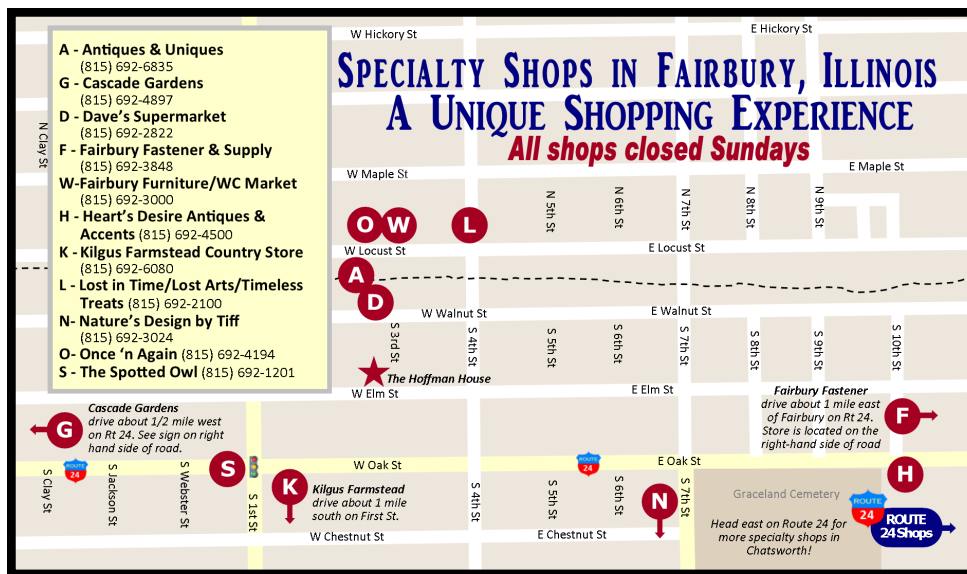 W Hickory St
E Hickory St
A - Antiques & Uniques
(815) 692-6835
G - Cascade Gardens
(815) 692-4897
D - Dave's Supermarket
(815) 692-2822
F - Fairbury Fastener & Supply
(815) 692-3848
W-Fairbury Furniture/WC Market
(815) 692-3000
H - Heart's Desire Antiques &
Accents (815) 692-4500
K - Kilgus Farmstead Country Store
(815) 692-6080
L - Lost in Time/Lost Arts/Timeless
Treats (815) 692-2100
N- Nature's Design by Tiff
(815) 692-3024
O- Once 'n Again (815) 692-4194
S - The Spotted Owl (815) 692-1201
Specialty Shops in Fairbury, Illinois
A Unique Shopping Experience
All shops closed Sundays
N Clay St
W Maple St
E Maple St
N 5th St
N 6th St
N 7th St
N 8th St
N 9th St
O
W
L
W Locust St
E Locust St
A
D
W Walnut St
E Walnut St
S 3rd St
S 4th St
S 5th St
S 6th St
S 7th St
S 8th St
S 9th St
S 10th St
The Hoffman House
W Elm St
E Elm St
G
Cascade Gardens
drive about 1/2 mile west
on Rt 24. See sign on right
hand side of road.
Fairbury Fastener
drive about 1 mile east
of Fairbury on Rt 24.
Store is located on the
right-hand side of road
F
W Oak St
E Oak St
ROUTE
24
ROUTE
24
S
H
S Clay St
S Jackson St
S Webster St
S 1st St
K
Kilgus Farmstead
drive about 1 mile
south on First St.
S 4th St
S 5th St
S 6th St
N
S 7th St
Graceland Cemetery
Head east on Route 24 for
more specialty shops in
Chatsworth!
ROUTE
24
ROUTE
24 Shops
W Chestnut St
E Chestnut St